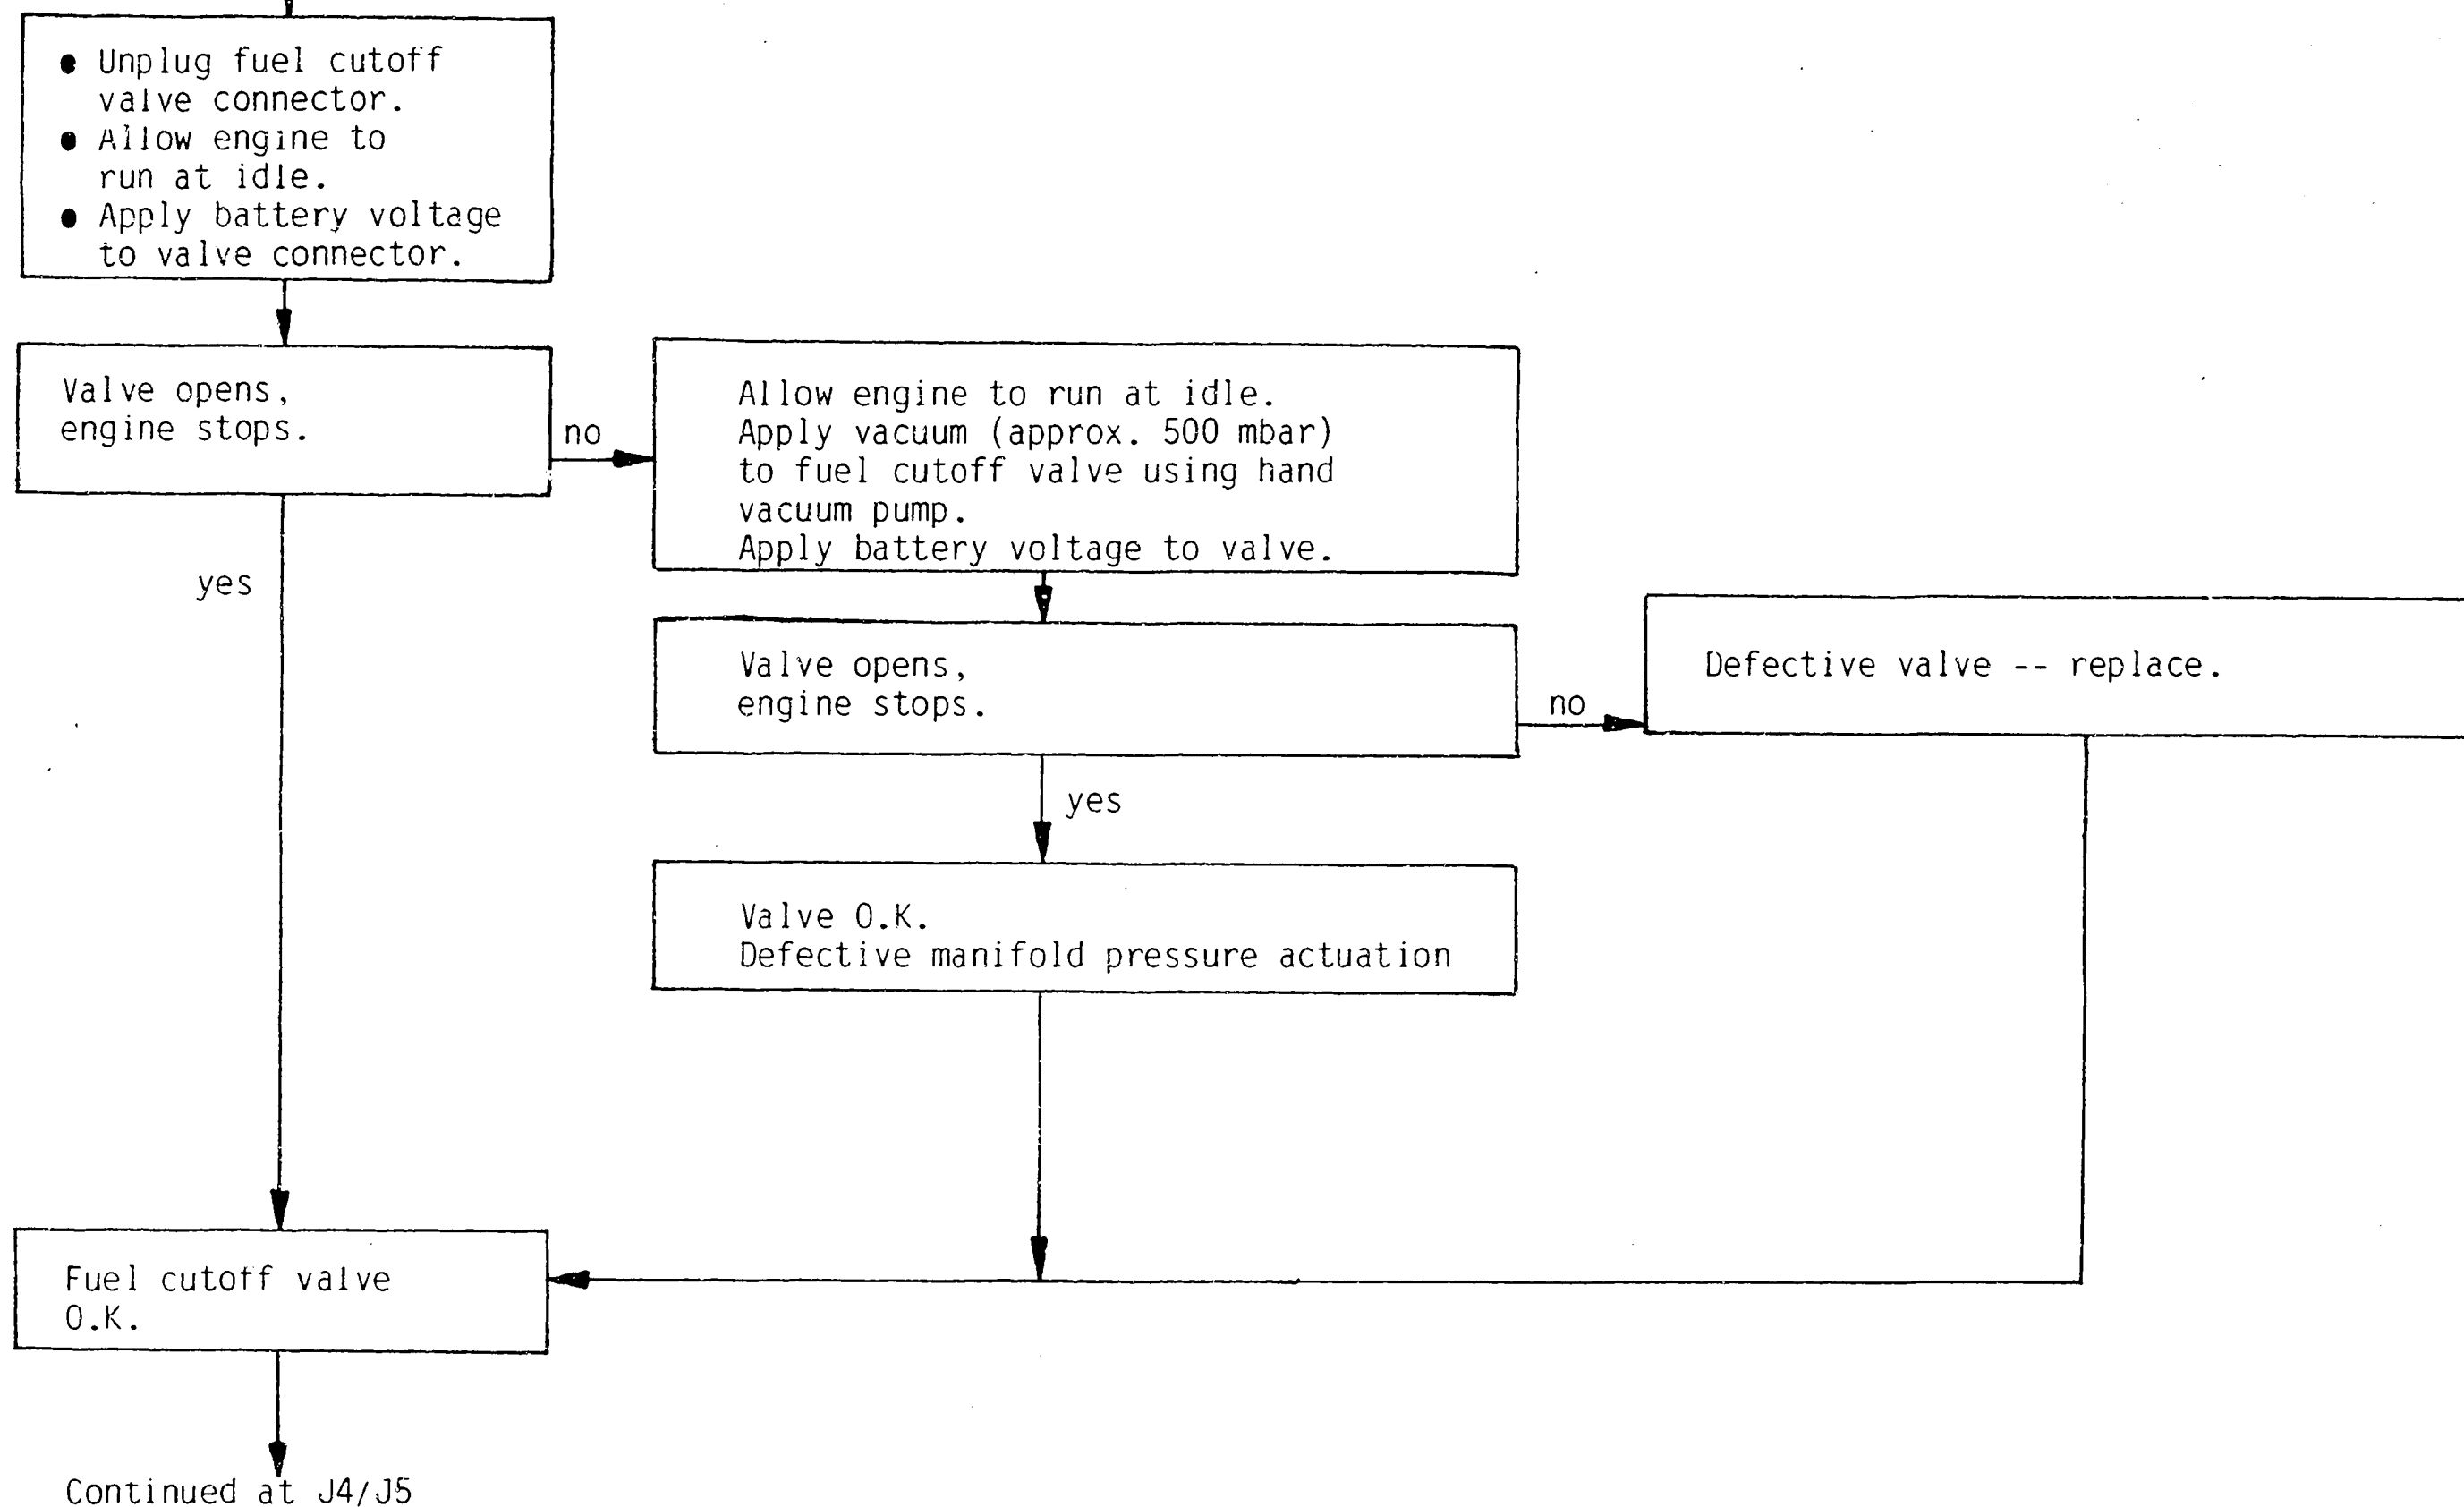 ● Unplug fuel cutoff
valve connector.
● Allow engine to
run at idle.
● Apply battery voltage
to valve connector.
Valve opens,
engine stops.
no
Allow engine to run at idle.
Apply vacuum (approx. 500 mbar)
to fuel cutoff valve using hand
vacuum pump.
Apply battery voltage to valve.
yes
Valve opens,
engine stops.
no
Defective valve -- replace.
yes
Valve O.K.
Defective manifold pressure actuation
Fuel cutoff valve
O.K.
Continued at J4/J5